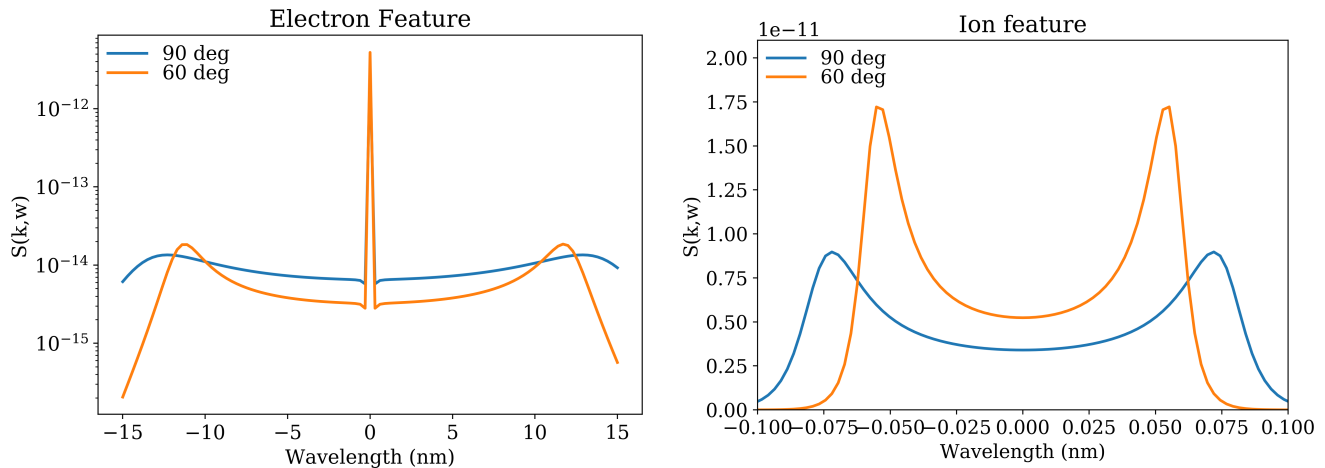 Electron Feature
90 deg
60 deg
10−12
10−13
10−14
10−15
S(k,w)
−15 −10 −5 0 5 10 15
Wavelength (nm)
Ion feature
1e−11
90 deg
60 deg
2.00
1.75
1.50
1.25
1.00
0.75
0.50
0.25
0.00
S(k,w)
−0.100 −0.075 −0.050 −0.025 0.000 0.025 0.050 0.075 0.100
Wavelength (nm)